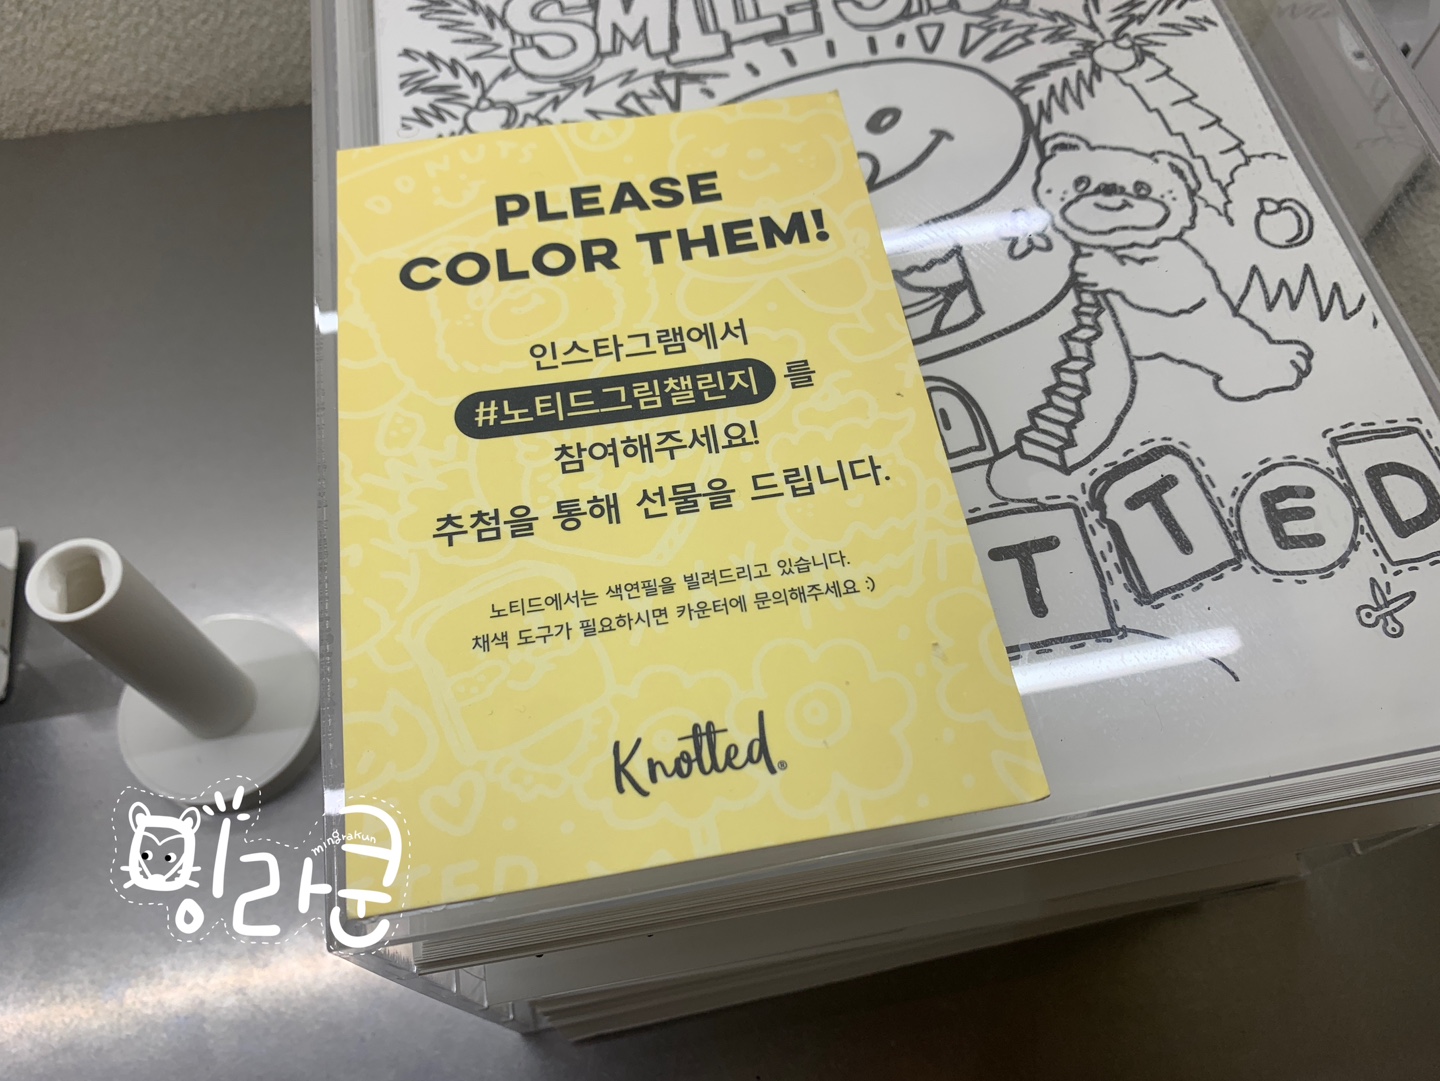 SMILE
PLEASE
COLOR THEM!
인스타그램에서
#노티드그림챌린지 를
참여해주세요!
추첨을 통해 선물을 드립니다.
노티드에서는 색연필을 빌려드리고 있습니다.
채색 도구가 필요하시면 카운터에 문의해주세요 :)
Knotted®
TTED
DONUTS
mingrakun
밍라쿤